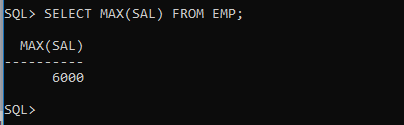 SQL> SELECT MAX(SAL) FROM EMP;
MAX(SAL)
----------
6000
SQL>